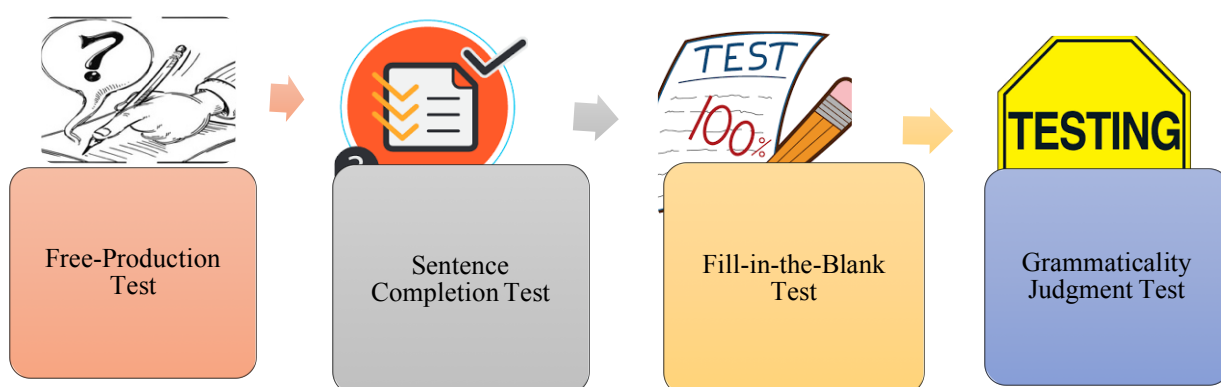 ?
TEST
100%
TESTING
Free-Production
Test
Sentence
Completion Test
Fill-in-the-Blank
Test
Grammaticality
Judgment Test